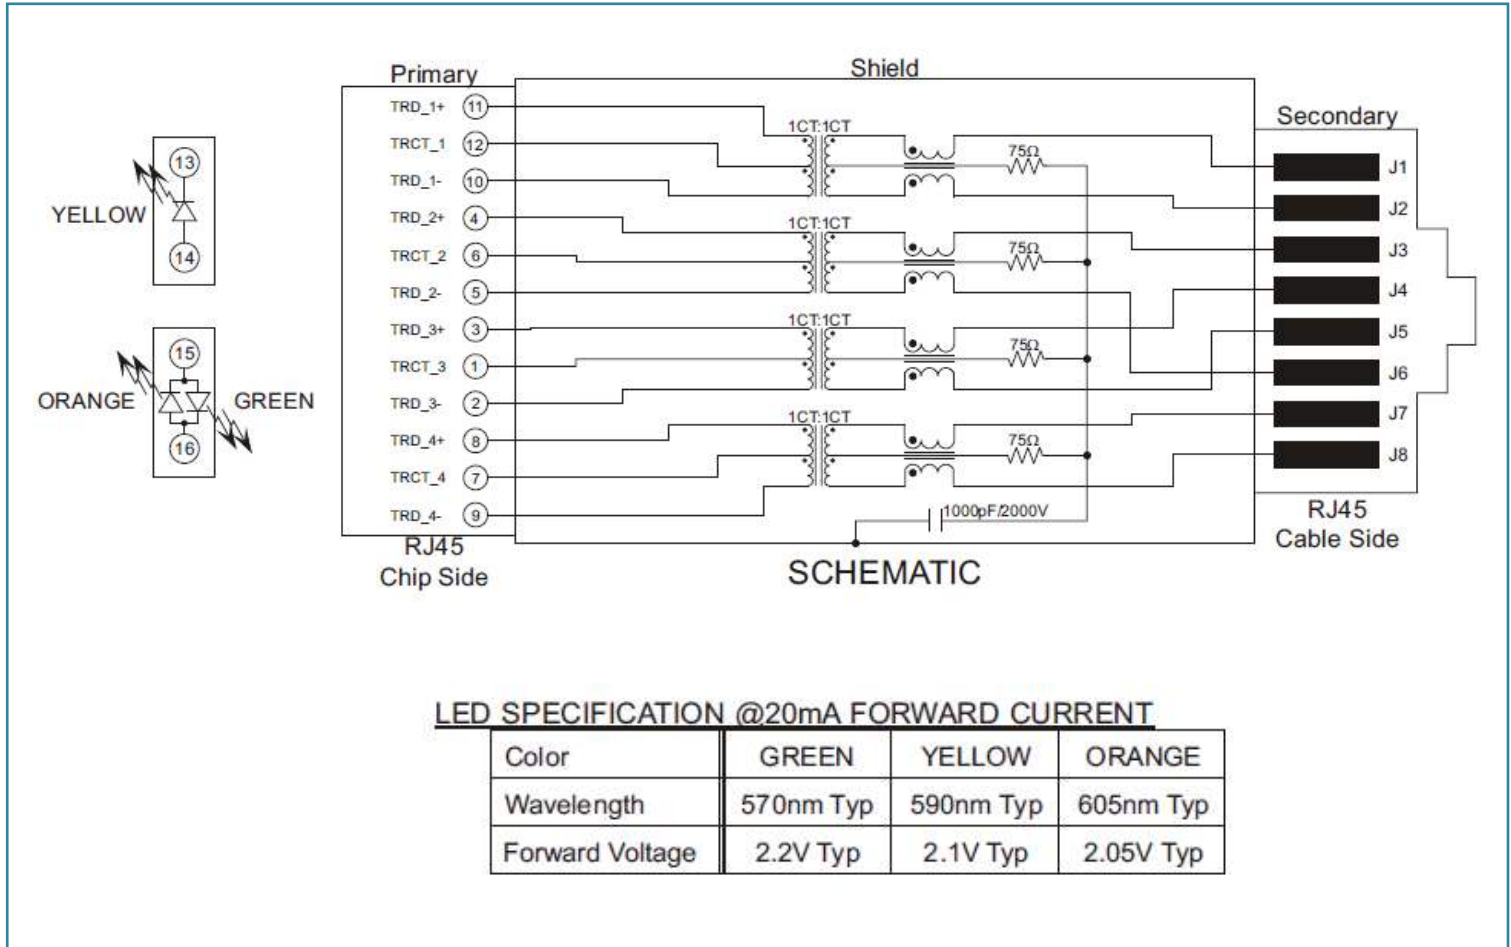 Primary
Shield
Secondary
TRD_1+ 11
TRCT_1 12
TRD_1- 10
TRD_2+ 4
TRCT_2 6
TRD_2- 5
TRD_3+ 3
TRCT_3 1
TRD_3- 2
TRD_4+ 8
TRCT_4 7
TRD_4- 9
RJ45
Chip Side
13
YELLOW
14
15
ORANGE GREEN
16
1CT:1CT
75Ω
1CT:1CT
75Ω
1CT:1CT
75Ω
1CT:1CT
75Ω
1000pF/2000V
J1
J2
J3
J4
J5
J6
J7
J8
RJ45
Cable Side
SCHEMATIC
LED SPECIFICATION @20mA FORWARD CURRENT
Color GREEN YELLOW ORANGE
Wavelength 570nm Typ 590nm Typ 605nm Typ
Forward Voltage 2.2V Typ 2.1V Typ 2.05V Typ